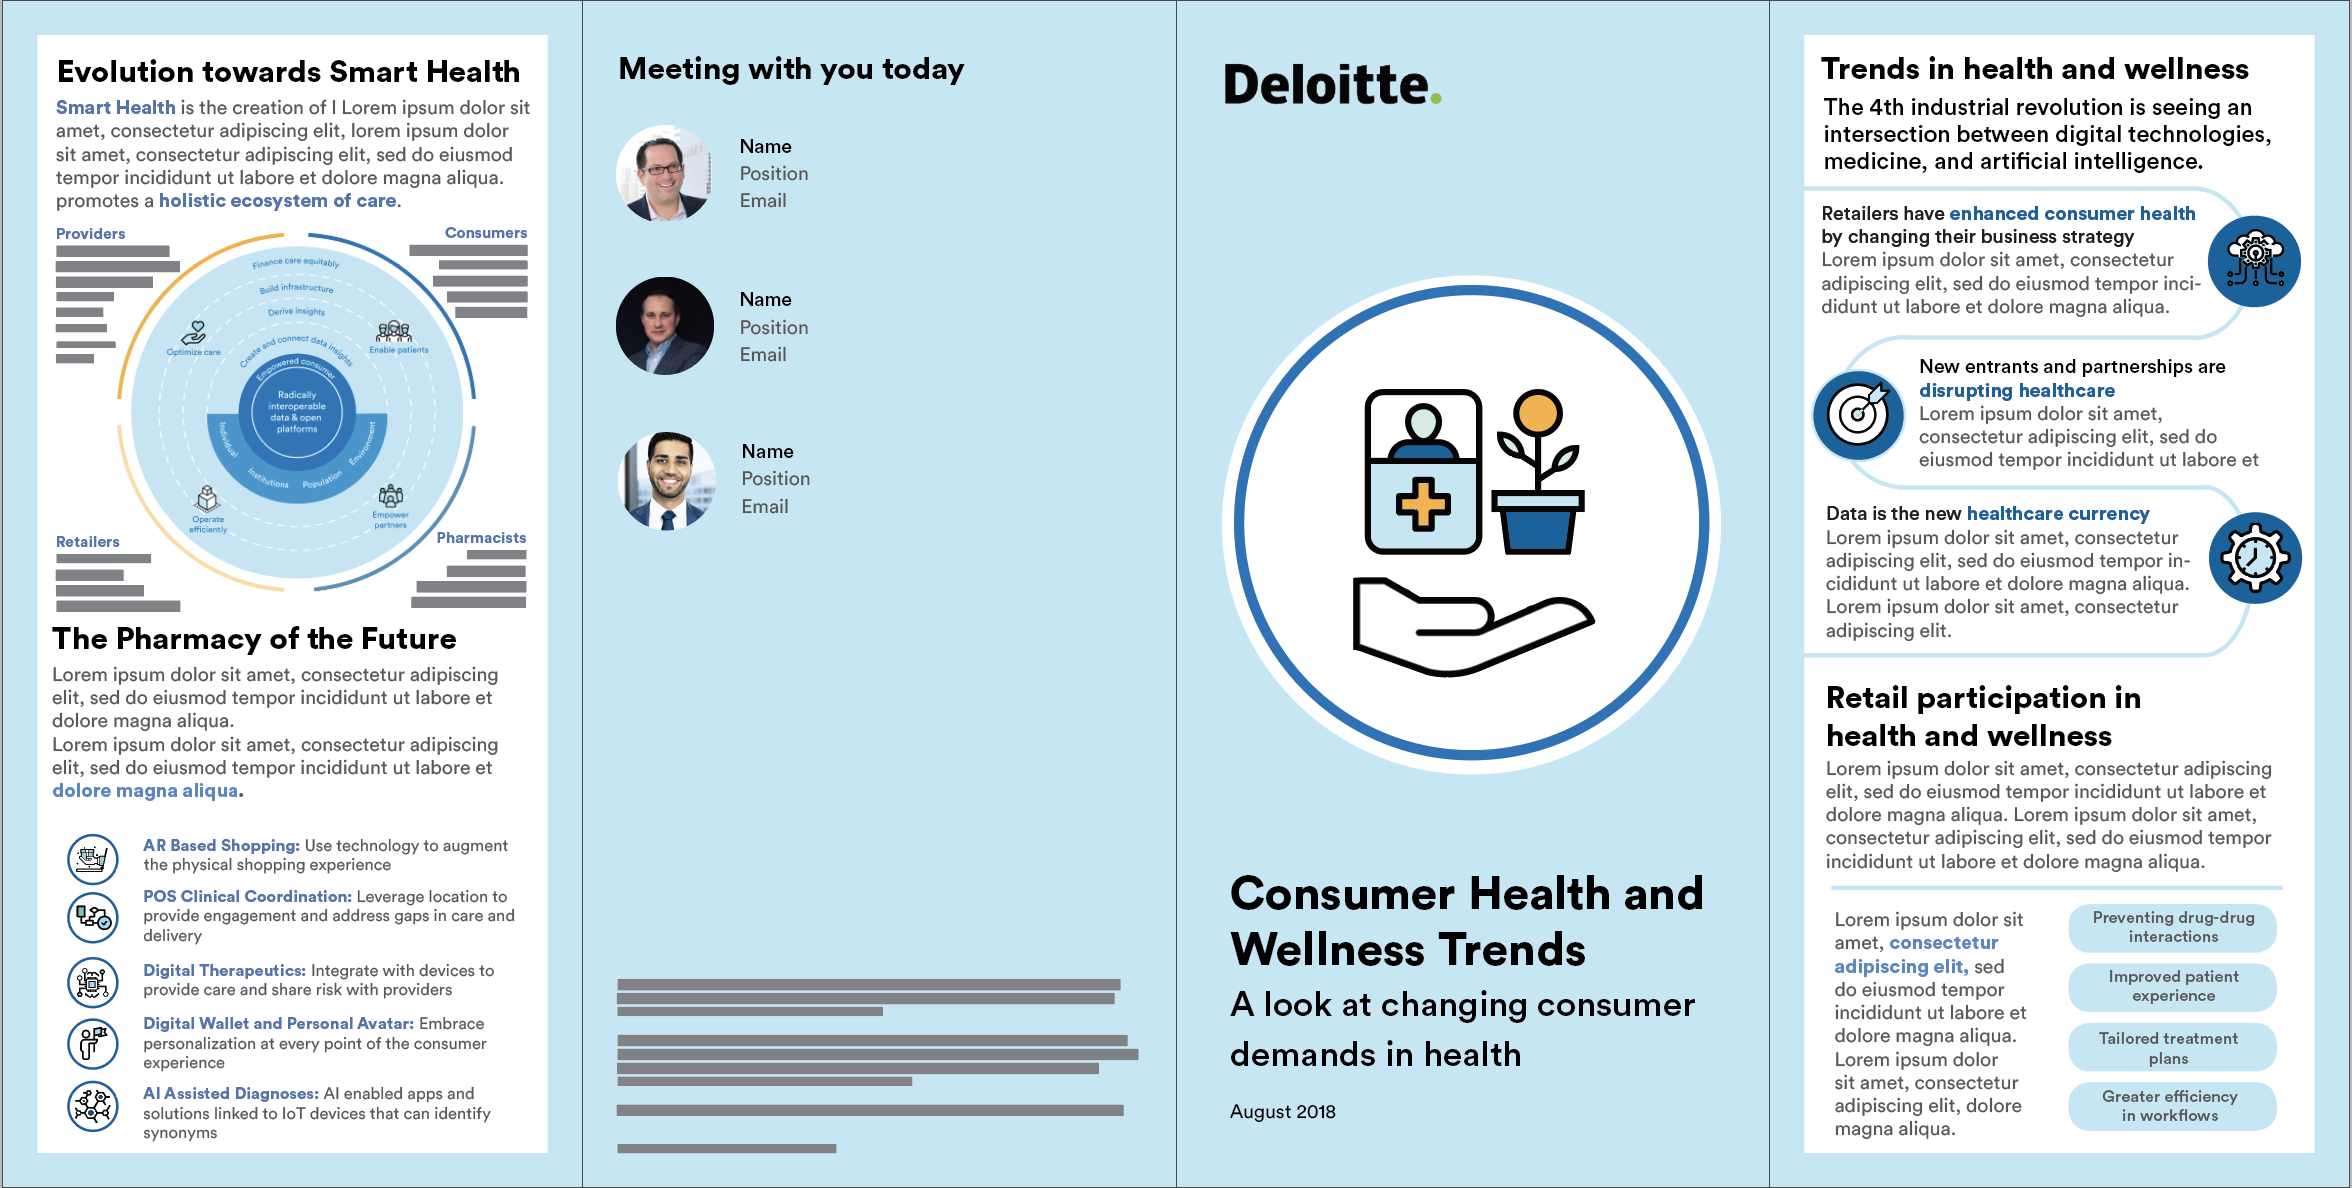 Evolution towards Smart Health
Smart Health is the creation of I Lorem ipsum dolor sit
amet, consectetur adipiscing elit, lorem ipsum dolor
sit amet, consectetur adipiscing elit, sed do eiusmod
tempor incididunt ut labore et dolore magna aliqua.
promotes a holistic ecosystem of care.
Providers
Consumers
Finance care equitably
Build infrastructure
Derive insights
Create and connect data insights
Optimize care
Enable patients
Empowered consumer
Radically
interoperable
data & open
platforms
Individual
Institutions
Population
Environment
Operate
efficiently
Empower
partners
Retailers
Pharmacists
The Pharmacy of the Future
Lorem ipsum dolor sit amet, consectetur adipiscing
elit, sed do eiusmod tempor incididunt ut labore et
dolore magna aliqua.
Lorem ipsum dolor sit amet, consectetur adipiscing
elit, sed do eiusmod tempor incididunt ut labore et
dolore magna aliqua.
AR Based Shopping: Use technology to augment
the physical shopping experience
POS Clinical Coordination: Leverage location to
provide engagement and address gaps in care and
delivery
Digital Therapeutics: Integrate with devices to
provide care and share risk with providers
Digital Wallet and Personal Avatar: Embrace
personalization at every point of the consumer
experience
AI Assisted Diagnoses: AI enabled apps and
solutions linked to IoT devices that can identify
synonyms
Meeting with you today
Name
Position
Email
Name
Position
Email
Name
Position
Email
Deloitte.
Consumer Health and
Wellness Trends
A look at changing consumer
demands in health
August 2018
Trends in health and wellness
The 4th industrial revolution is seeing an
intersection between digital technologies,
medicine, and artificial intelligence.
Retailers have enhanced consumer health
by changing their business strategy
Lorem ipsum dolor sit amet, consectetur
adipiscing elit, sed do eiusmod tempor inci-
didunt ut labore et dolore magna aliqua.
New entrants and partnerships are
disrupting healthcare
Lorem ipsum dolor sit amet,
consectetur adipiscing elit, sed do
eiusmod tempor incididunt ut labore et
Data is the new healthcare currency
Lorem ipsum dolor sit amet, consectetur
adipiscing elit, sed do eiusmod tempor in-
cididunt ut labore et dolore magna aliqua.
Lorem ipsum dolor sit amet, consectetur
adipiscing elit.
Retail participation in
health and wellness
Lorem ipsum dolor sit amet, consectetur adipiscing
elit, sed do eiusmod tempor incididunt ut labore et
dolore magna aliqua. Lorem ipsum dolor sit amet,
consectetur adipiscing elit, sed do eiusmod tempor
incididunt ut labore et dolore magna aliqua.
Lorem ipsum dolor sit
amet, consectetur
adipiscing elit, sed
do eiusmod tempor
incididunt ut labore et
dolore magna aliqua.
Lorem ipsum dolor
sit amet, consectetur
adipiscing elit, dolore
magna aliqua.
Preventing drug-drug
interactions
Improved patient
experience
Tailored treatment
plans
Greater efficiency
in workflows